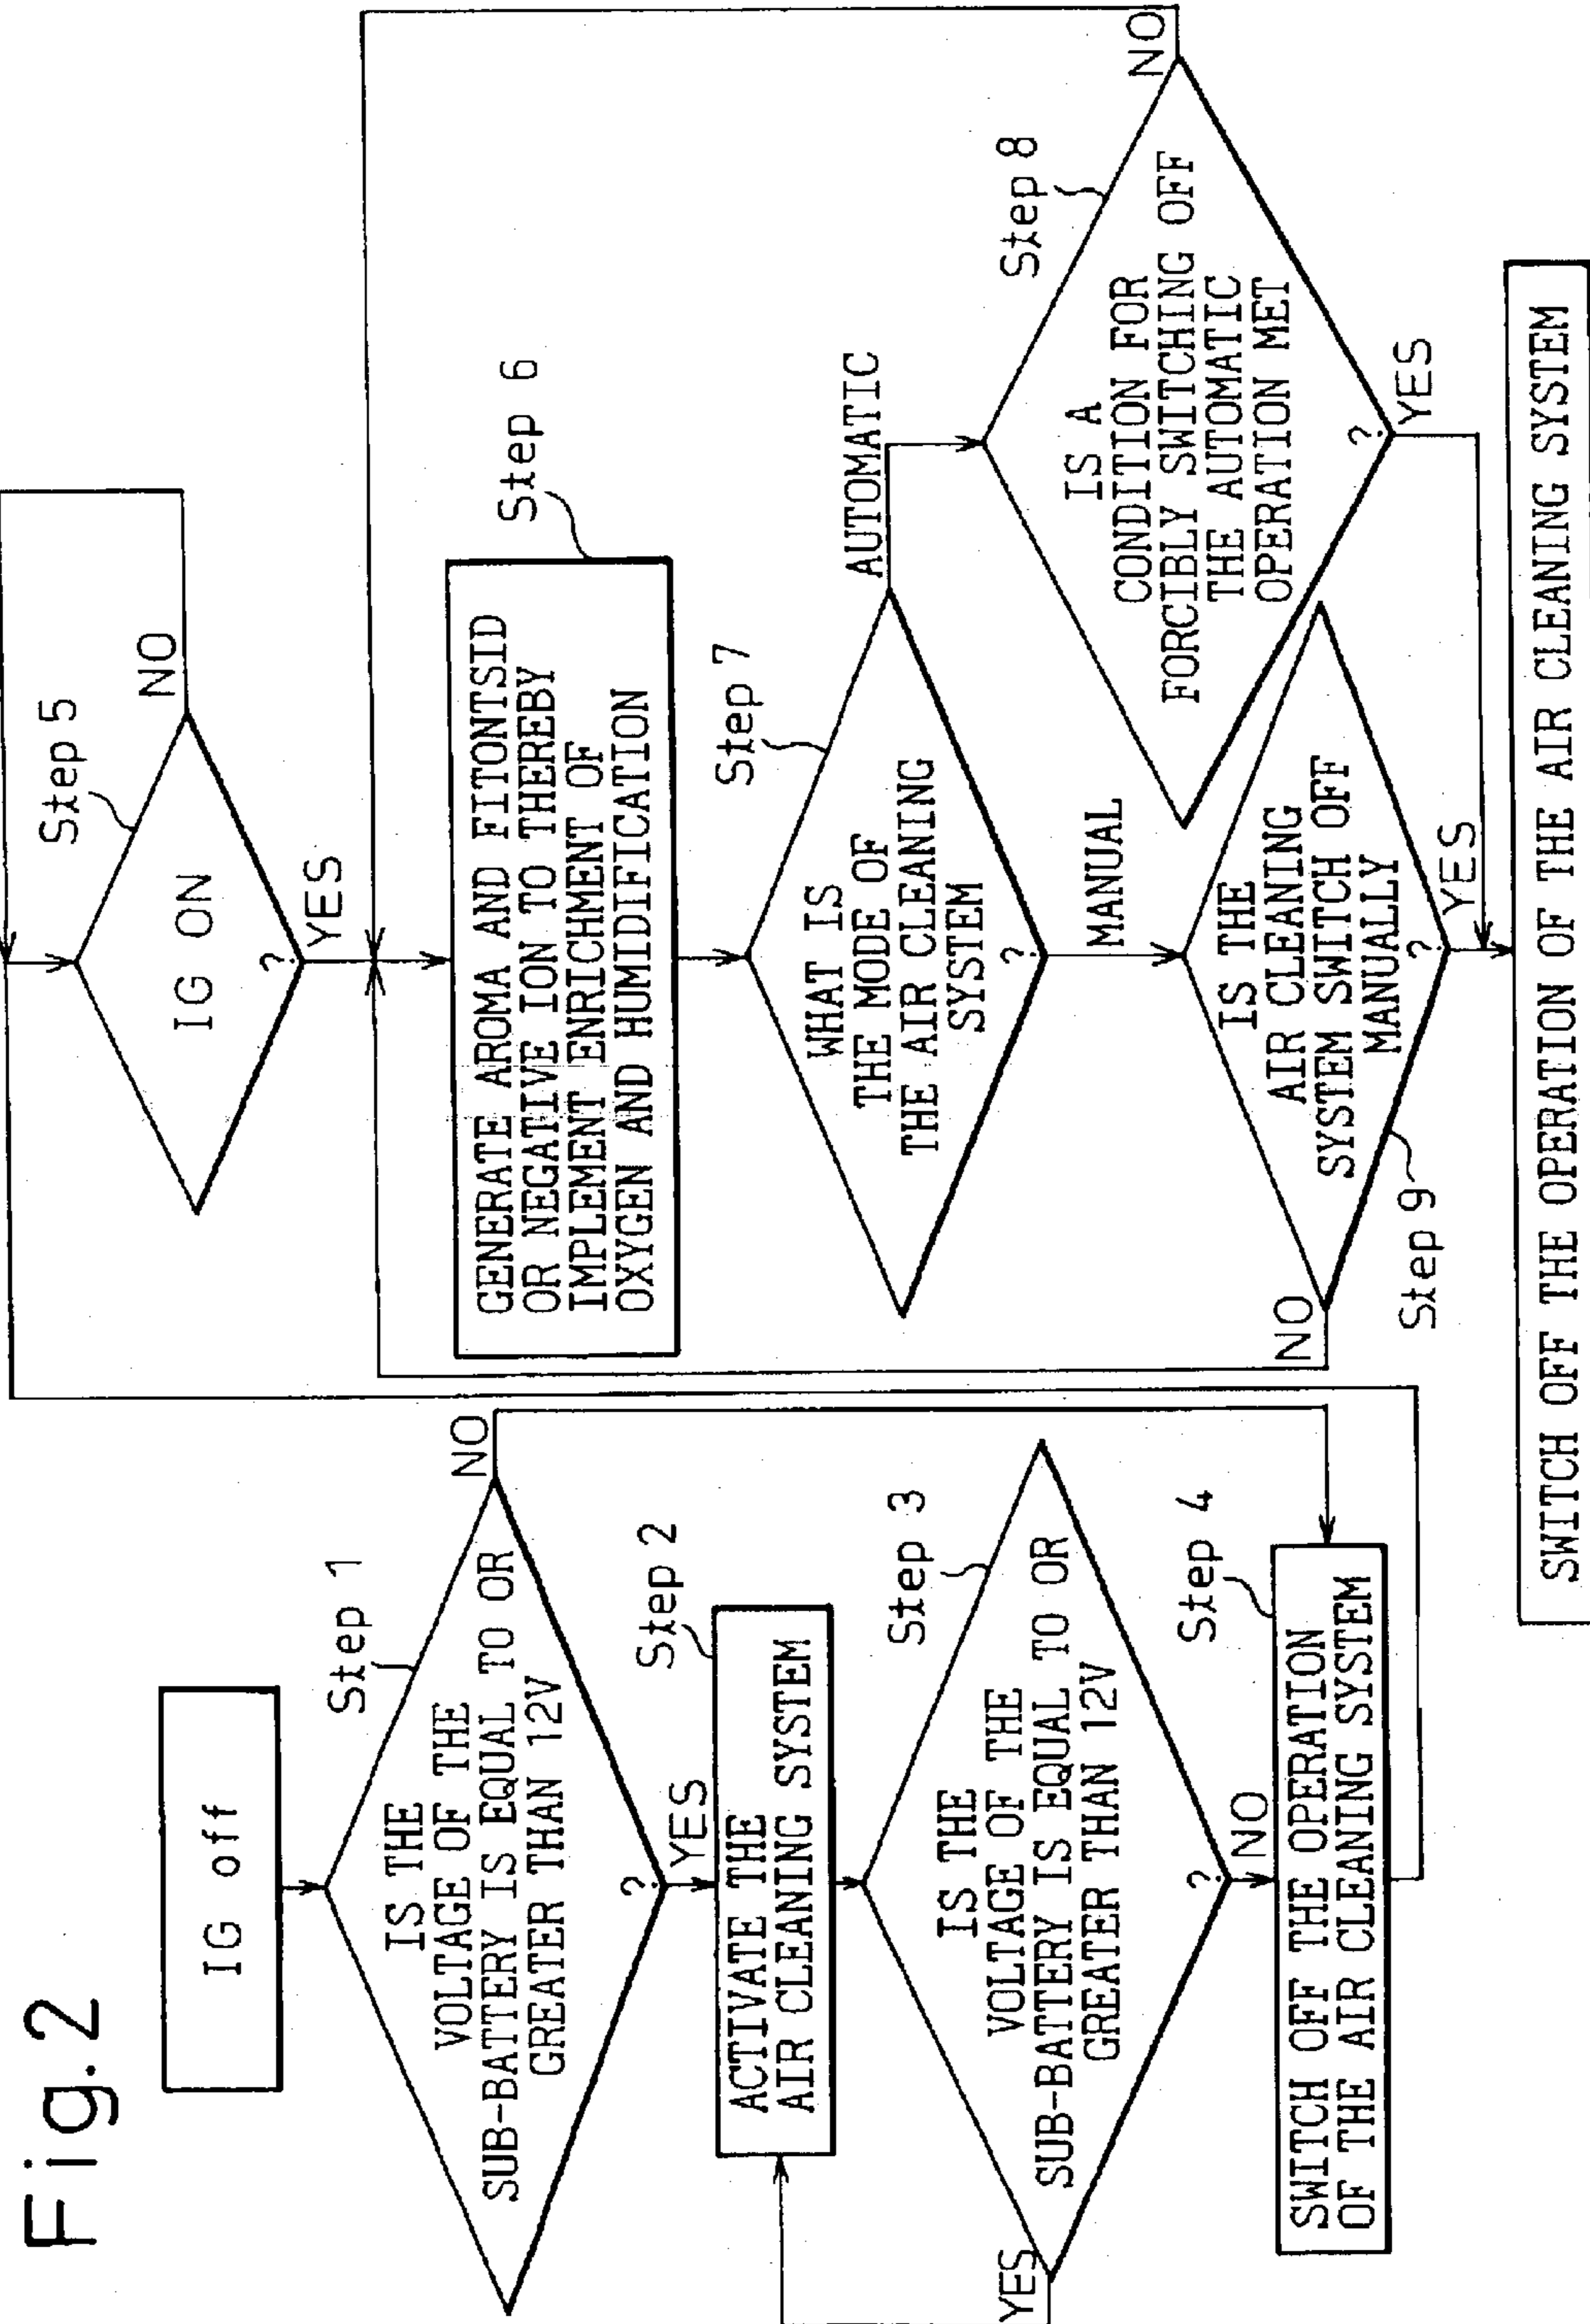 Fig.2
IG off
Step 1
IS THE
VOLTAGE OF THE
SUB-BATTERY IS EQUAL TO OR
GREATER THAN 12V
?
NO
YES
Step 2
ACTIVATE THE
AIR CLEANING SYSTEM
Step 3
IS THE
VOLTAGE OF THE
SUB-BATTERY IS EQUAL TO OR
GREATER THAN 12V
?
YES
NO
Step 4
SWITCH OFF THE OPERATION
OF THE AIR CLEANING SYSTEM
Step 5
IG ON
?
NO
YES
Step 6
GENERATE AROMA AND FITONTSID
OR NEGATIVE ION TO THEREBY
IMPLEMENT ENRICHMENT OF
OXYGEN AND HUMIDIFICATION
Step 7
WHAT IS
THE MODE OF
THE AIR CLEANING
SYSTEM
?
AUTOMATIC
MANUAL
Step 8
IS A
CONDITION FOR
FORCIBLY SWITCHING OFF
THE AUTOMATIC
OPERATION MET
?
NO
YES
IS THE
AIR CLEANING
SYSTEM SWITCH OFF
MANUALLY
?
Step 9
NO
YES
SWITCH OFF THE OPERATION OF THE AIR CLEANING SYSTEM